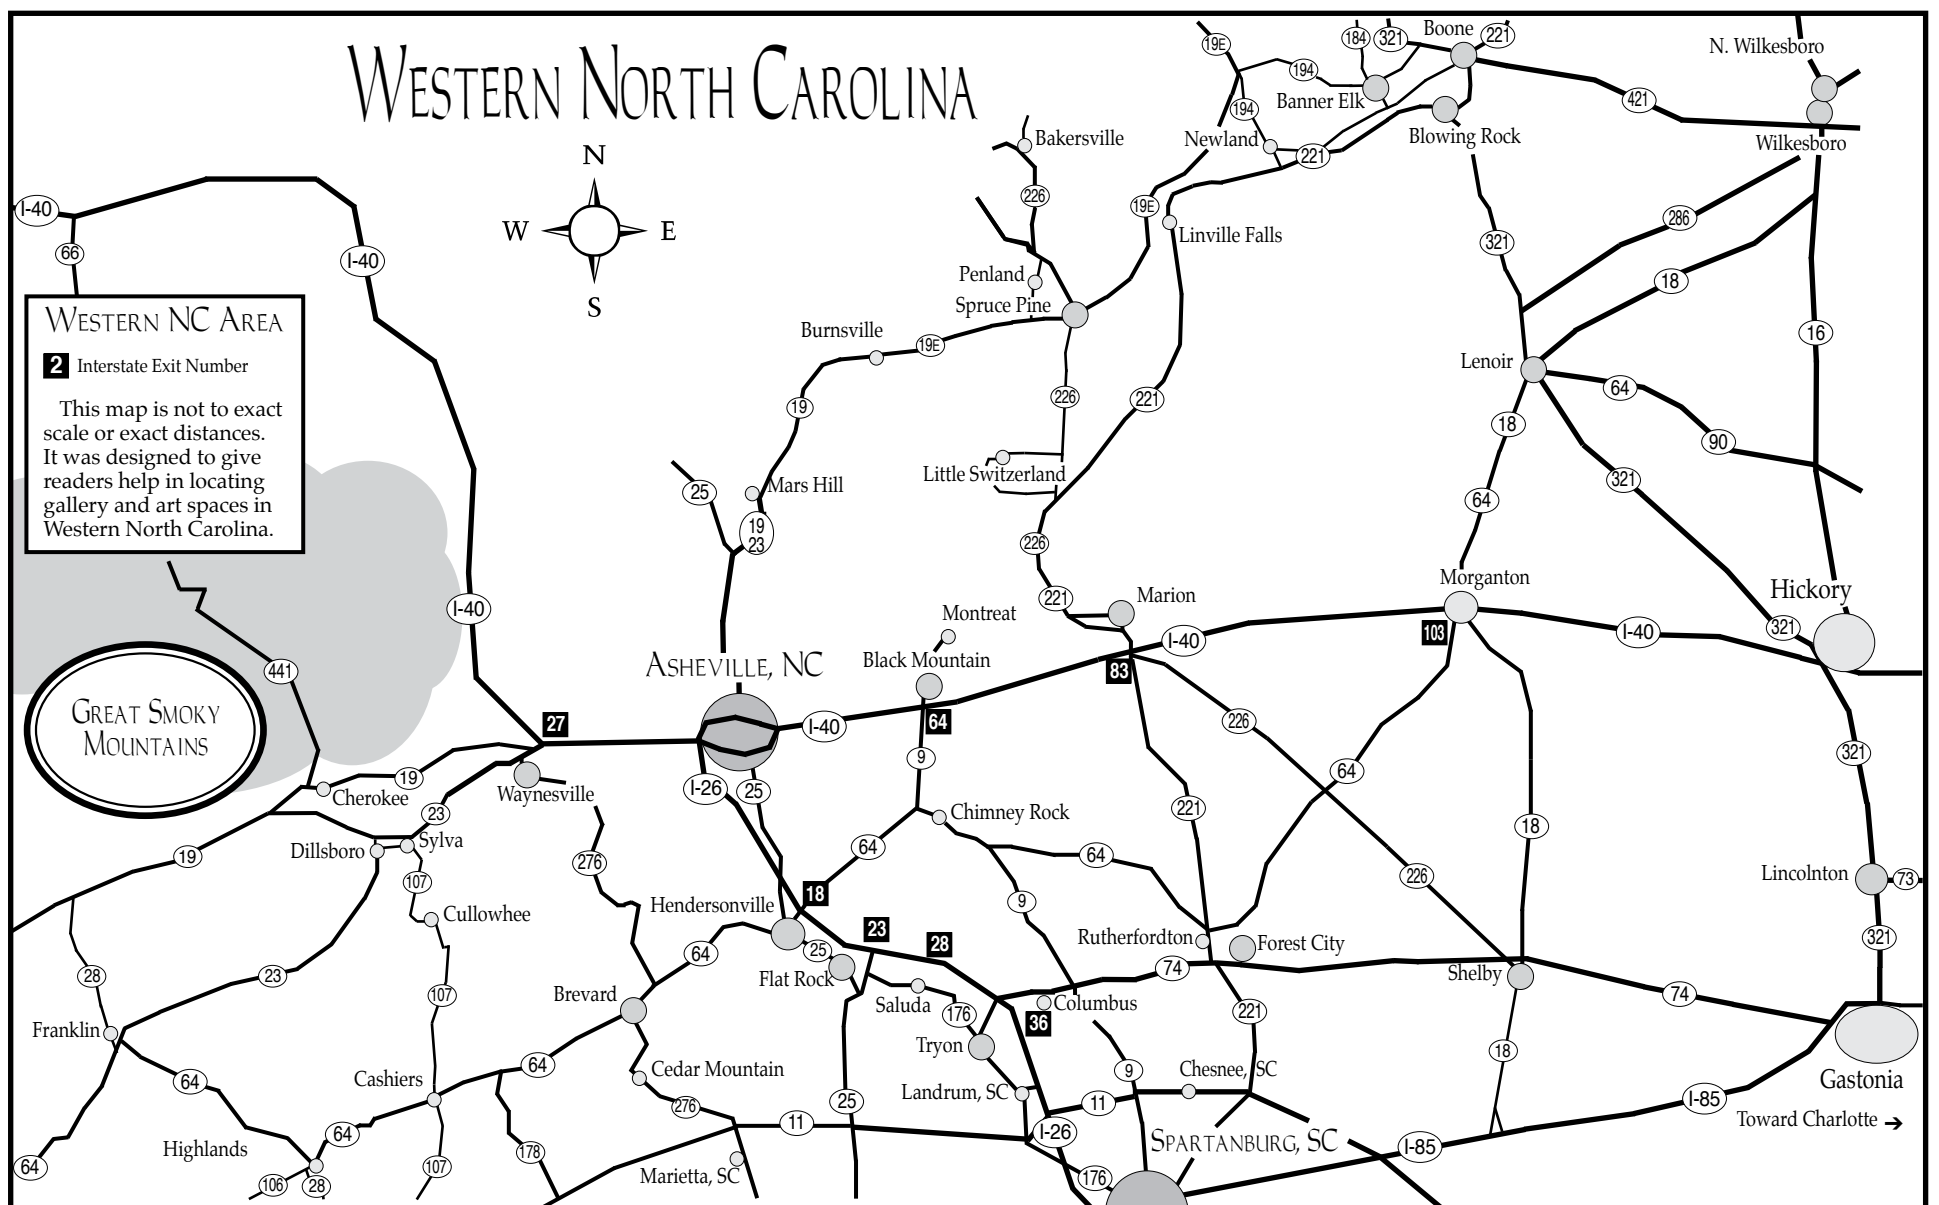 WESTERN NORTH CAROLINA
N
W E
S
WESTERN NC AREA
2 Interstate Exit Number
This map is not to exact
scale or exact distances.
It was designed to give
readers help in locating
gallery and art spaces in
Western North Carolina.
GREAT SMOKY
MOUNTAINS
19E
184
321
Boone
221
N. Wilkesboro
194
Banner Elk
421
194
Newland
221
Blowing Rock
Wilkesboro
Bakersville
226
19E
I-40
66
I-40
Linville Falls
321
286
18
Penland
Spruce Pine
Burnsville
19E
16
Lenoir
64
19
226
221
18
90
Little Switzerland
321
25
Mars Hill
64
19
23
226
I-40
221
Marion
Morganton
Hickory
Montreat
I-40
103
I-40
321
ASHEVILLE, NC
Black Mountain
83
441
27
I-40
64
226
9
321
64
19
Cherokee
Waynesville
I-26
25
23
Chimney Rock
221
18
Dillsboro
Sylva
19
276
64
64
107
226
Lincolnton
73
18
Hendersonville
9
Cullowhee
23
28
Rutherfordton
Forest City
321
64
25
28
23
Flat Rock
74
Shelby
107
Brevard
Saluda
Columbus
74
176
36
221
Franklin
Tryon
18
64
Cedar Mountain
9
Chesnee, SC
Gastonia
64
Cashiers
Landrum, SC
276
25
11
I-85
11
Toward Charlotte →
64
I-26
SPARTANBURG, SC
I-85
Highlands
178
64
107
Marietta, SC
176
106
28